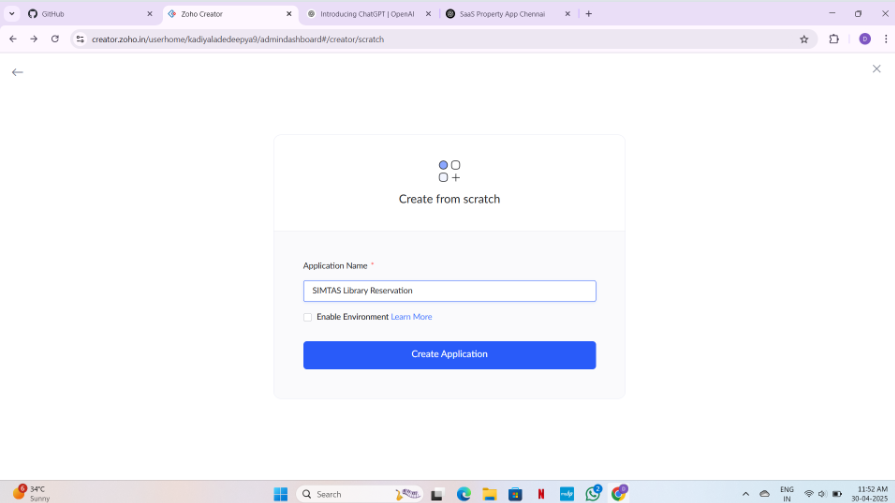 GitHub
Zoho Creator
Introducing ChatGPT | OpenAI
SaaS Property App Chennai
creator.zoho.in/userhome/kadiyaladedeepya9/admindashboard#/creator/scratch
D
Create from scratch
Application Name *
SIMTAS Library Reservation
Enable Environment Learn More
Create Application
6
34°C
Sunny
Search
N
2
ENG
IN
11:52 AM
30-04-2025